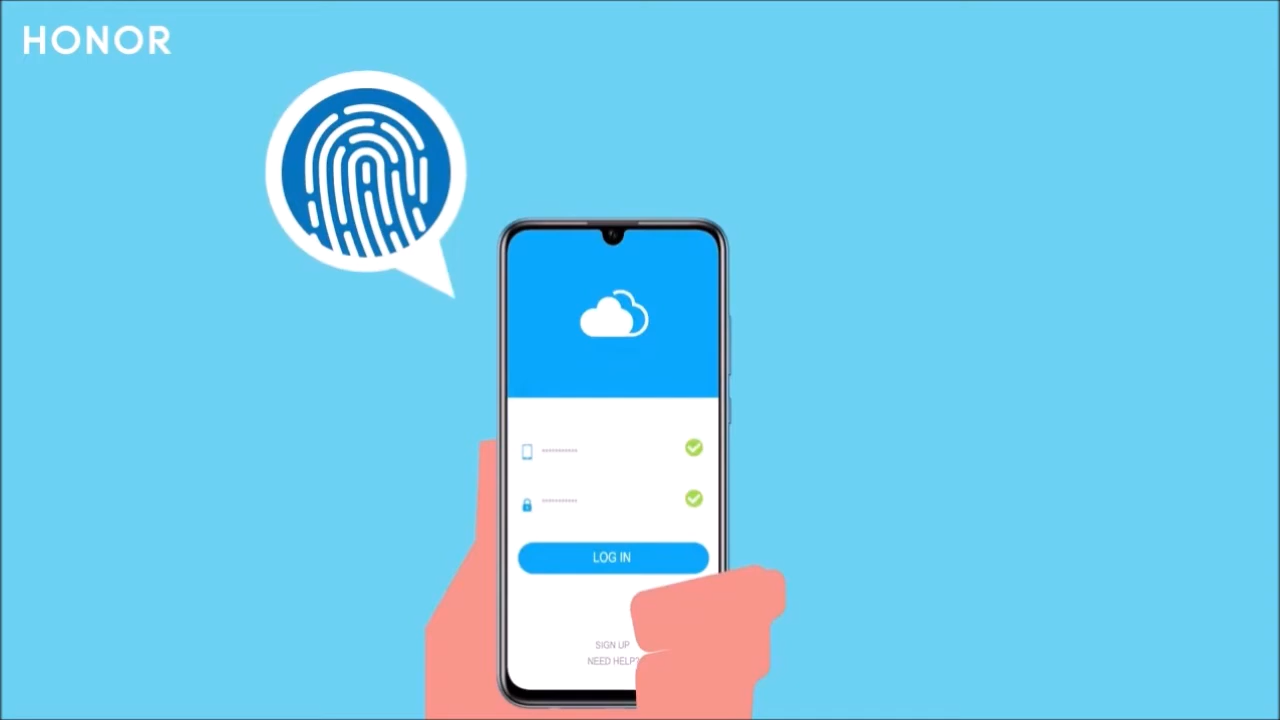 HONOR
***********
***********
LOG IN
SIGN UP
NEED HELP?